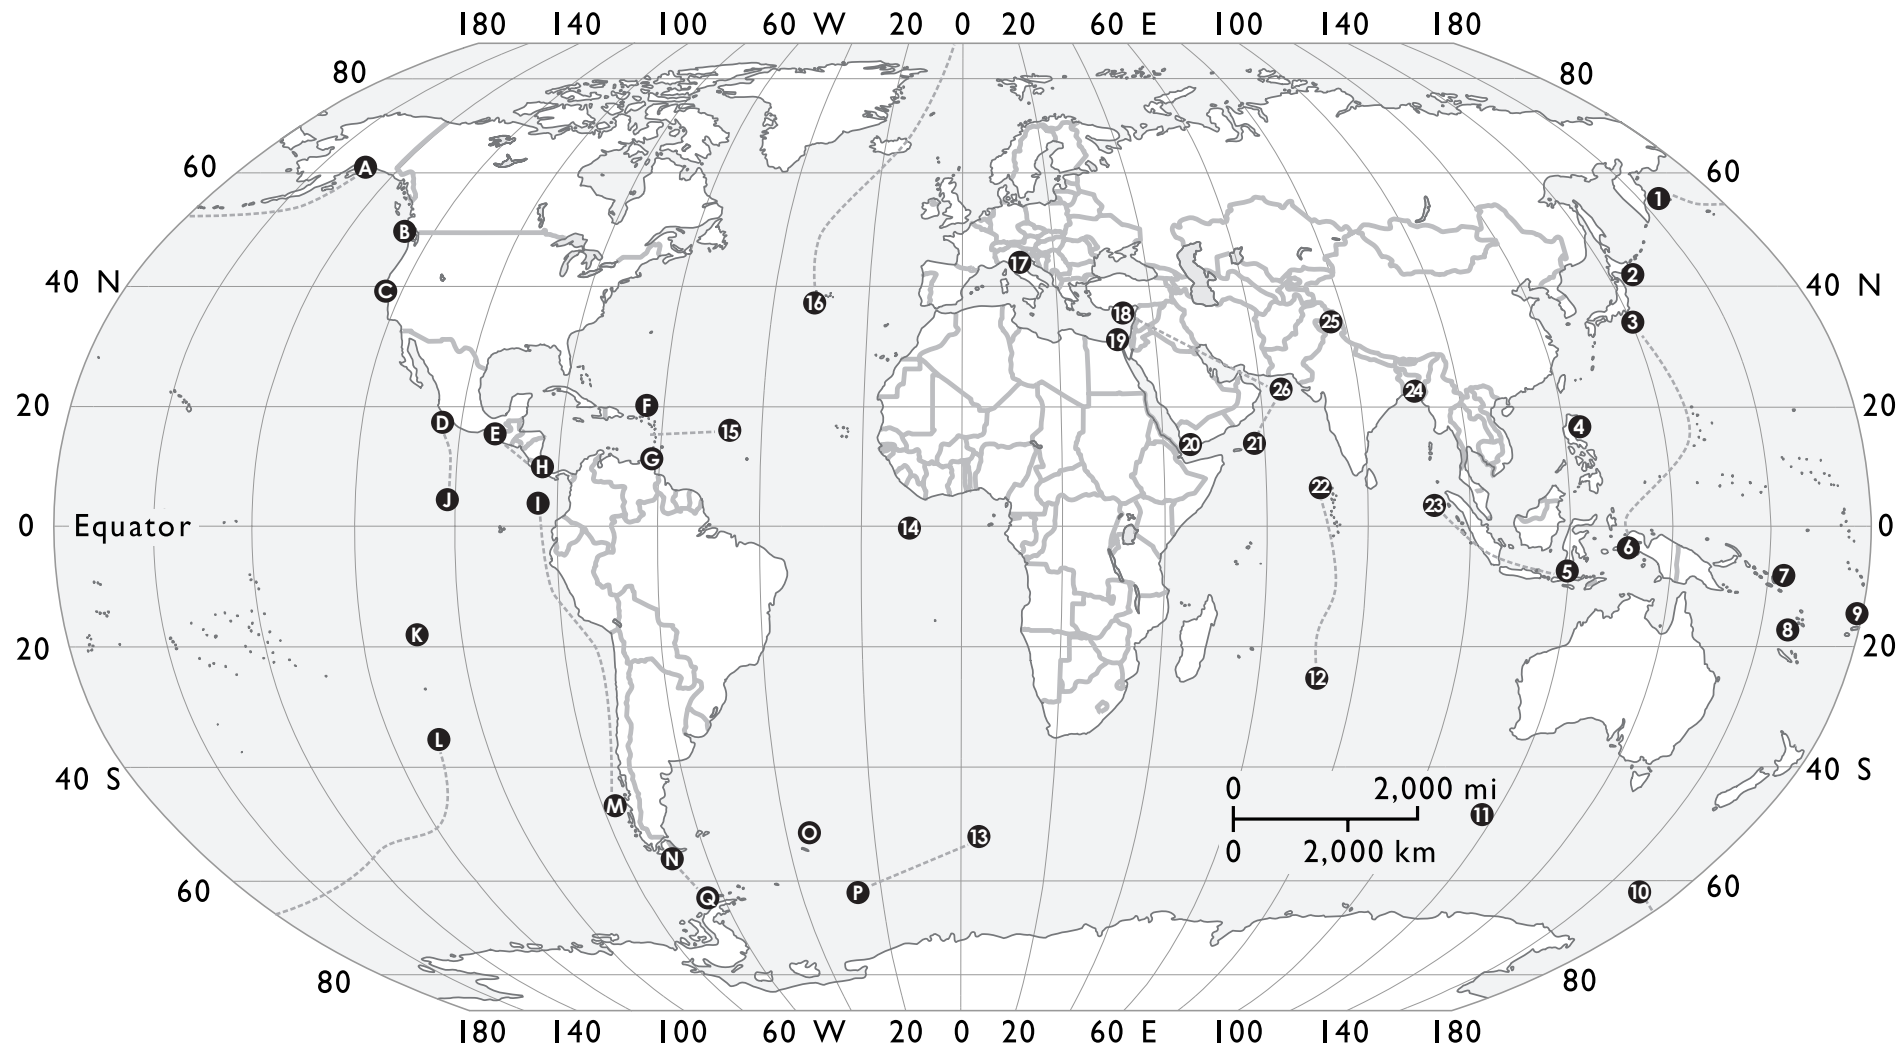 180 140 100 60 W 20 0 20 60 E 100 140 180
80 80
60 A 60
1
B
17 2
40 N C 16 40 N
18 25 3
19
20 F 26 24 20
D E 15 4
G 20 21
H
J I 22 23
0 Equator 14 0
6
5 7
9
K 8
20 20
12
L
40 S 40 S
0 2,000 mi
M 11
O 13
0 2,000 km
N
60 Q P 10 60
80 80
180 140 100 60 W 20 0 20 60 E 100 140 180